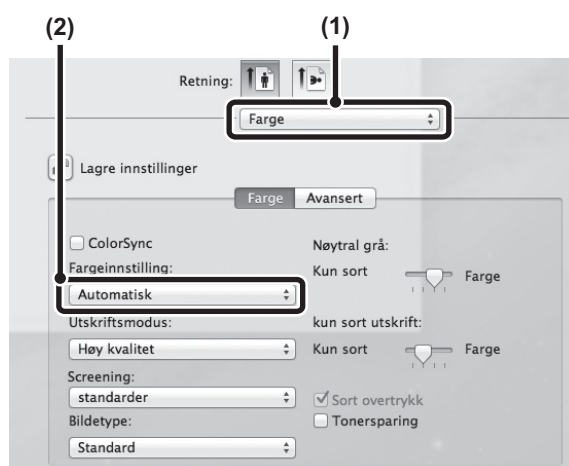 (2) (1)
Retning:
Farge
Lagre innstillinger
Farge Avansert
ColorSync Nøytral grå:
Fargeinnstilling: Kun sort Farge
Automatisk
Utskriftsmodus: kun sort utskrift:
Høy kvalitet Kun sort Farge
Screening:
standarder Sort overtrykk
Bildetype: Tonersparing
Standard